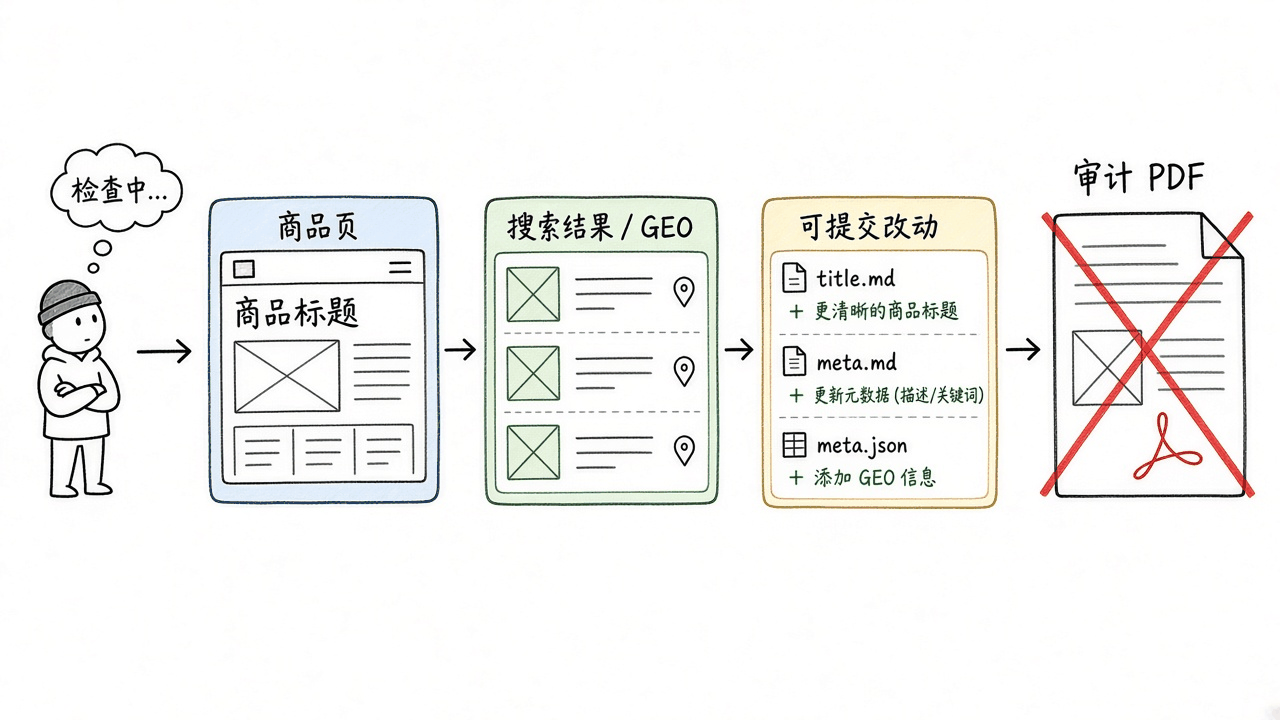 检查中...
商品页
商品标题
搜索结果 / GEO
可提交改动
title.md
+ 更清晰的商品标题
meta.md
+ 更新元数据 (描述/关键词)
meta.json
+ 添加 GEO 信息
审计 PDF